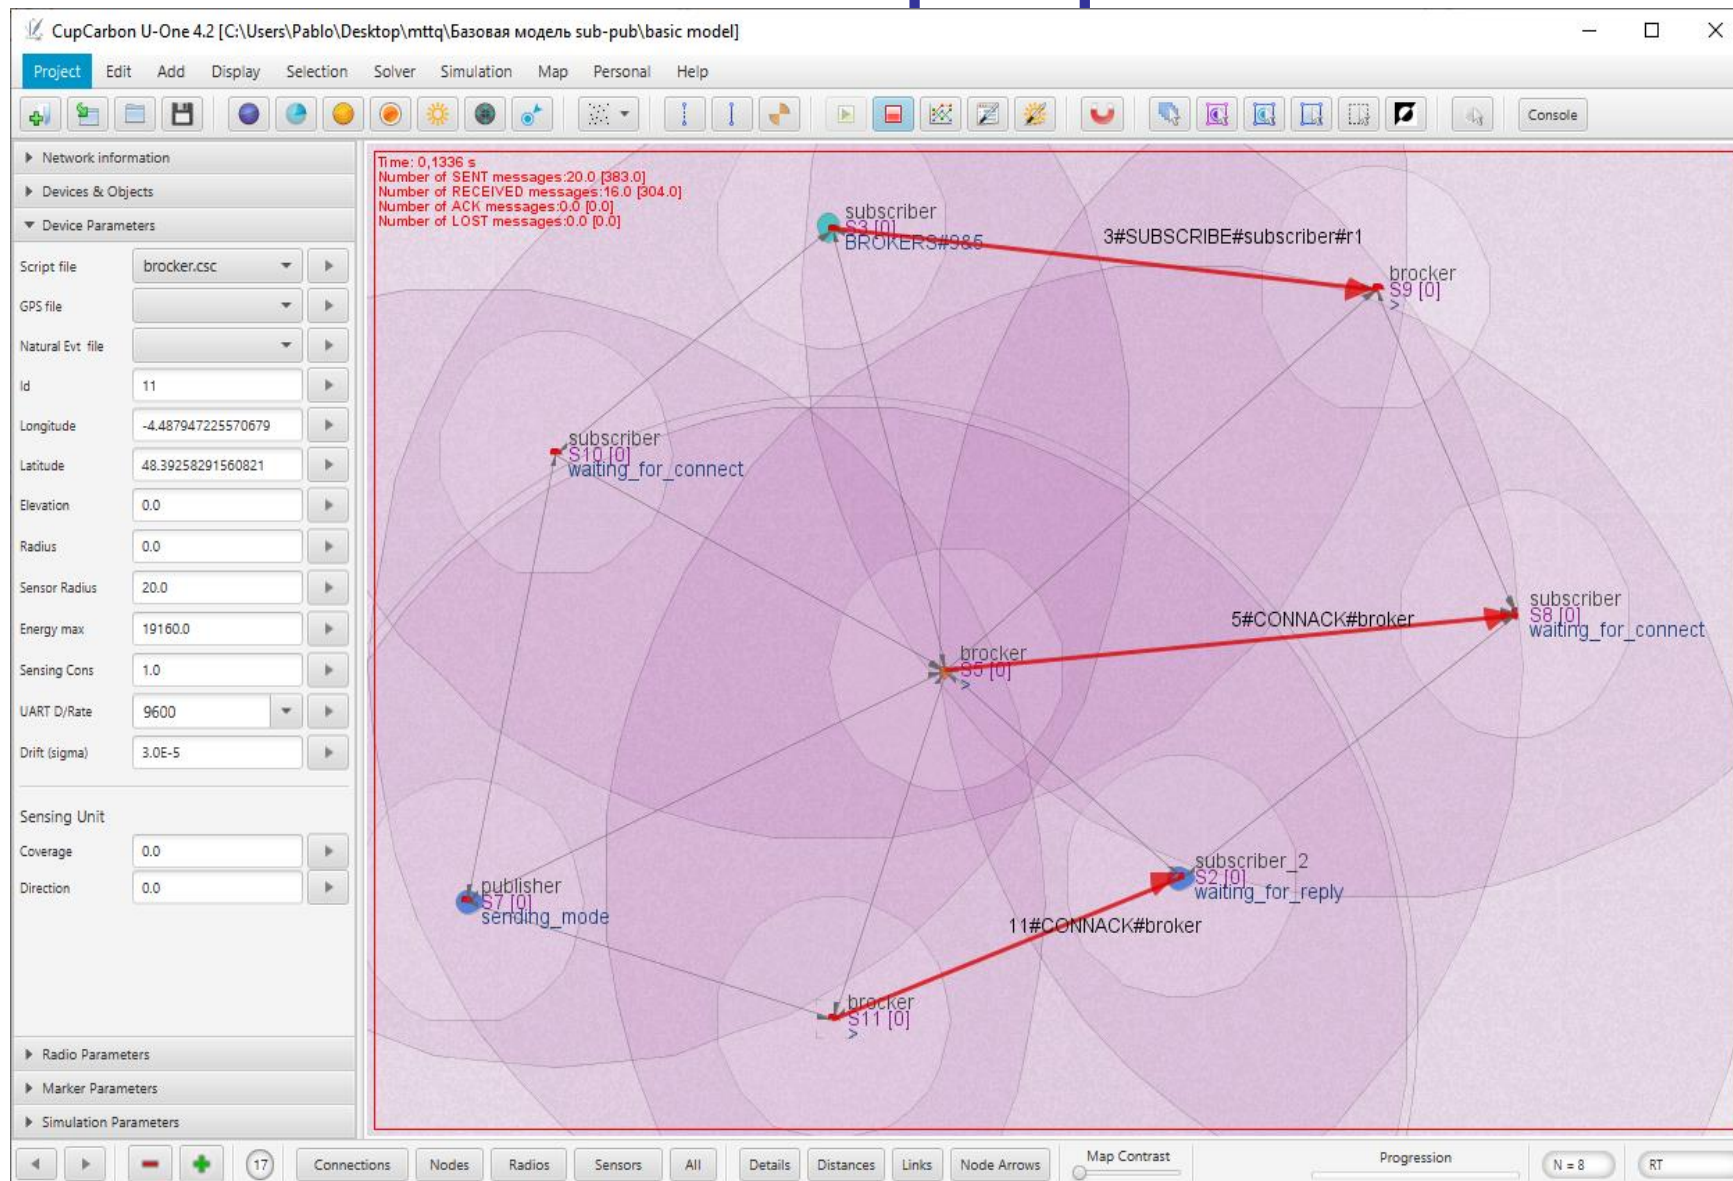 CupCarbon U-One 4.2 [C:\Users\Pablo\Desktop\mttq\Базовая модель sub-pub\basic model]
Project Edit Add Display Selection Solver Simulation Map Personal Help
Console
Network information
Devices & Objects
Device Parameters
Script file brocker.csc
GPS file
Natural Evt file
Id 11
Longitude -4.487947225570679
Latitude 48.39258291560821
Elevation 0.0
Radius 0.0
Sensor Radius 20.0
Energy max 19160.0
Sensing Cons 1.0
UART D/Rate 9600
Drift (sigma) 3.0E-5
Sensing Unit
Coverage 0.0
Direction 0.0
Radio Parameters
Marker Parameters
Simulation Parameters
Time: 0,1336 s
Number of SENT messages:20.0 [383.0]
Number of RECEIVED messages:16.0 [304.0]
Number of ACK messages:0.0 [0.0]
Number of LOST messages:0.0 [0.0]
subscriber
S3 [0]
BROKERS#9&5
3#SUBSCRIBE#subscriber#r1
brocker
S9 [0]
>
subscriber
S10 [0]
waiting_for_connect
subscriber
S8 [0]
waiting_for_connect
5#CONNACK#broker
brocker
S5 [0]
>
subscriber_2
S2 [0]
waiting_for_reply
publisher
S7 [0]
sending_mode
11#CONNACK#broker
brocker
S11 [0]
>
17 Connections Nodes Radios Sensors All Details Distances Links Node Arrows Map Contrast Progression N = 8 RT